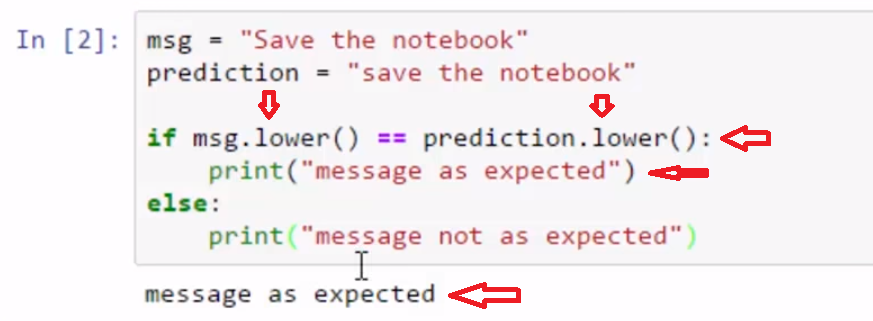 In [2]: msg = "Save the notebook"
prediction = "save the notebook"
if msg.lower() == prediction.lower():
    print("message as expected")
else:
    print("message not as expected")
message as expected